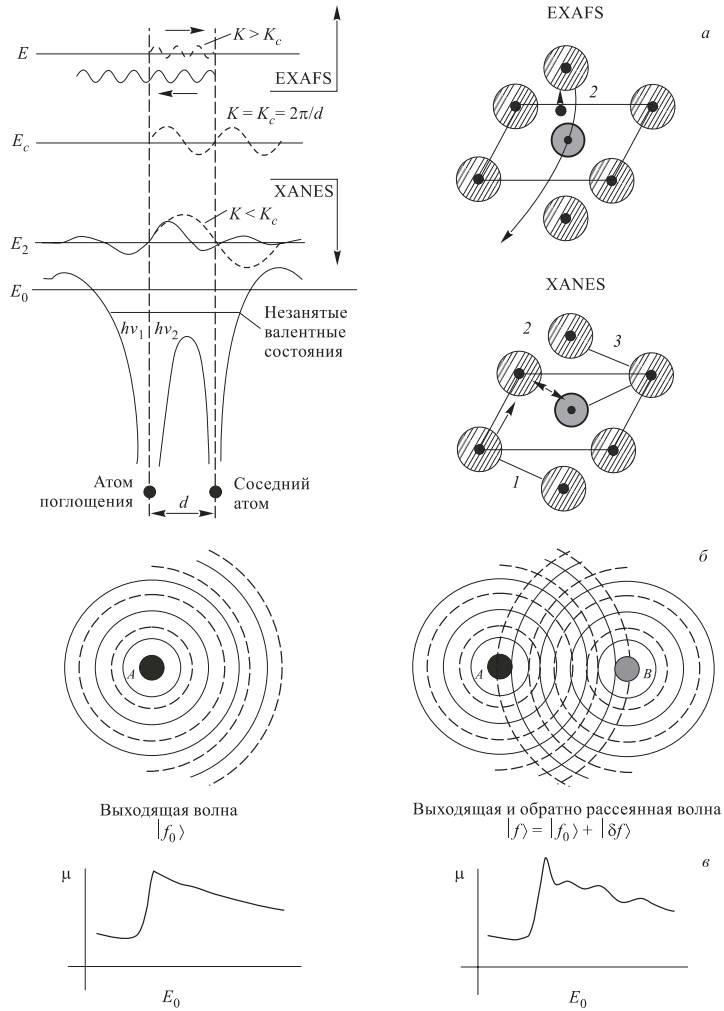 EXAFS
а
E
K > K_c
EXAFS
2
K = K_c = 2π/d
E_c
XANES
K < K_c
E_2
E_0
XANES
Незанятые
hν_1 hν_2
валентные
состояния
2
3
1
Атом
поглощения
d
Соседний
атом
б
A
A
B
Выходящая волна
|f_0⟩
Выходящая и обратно рассеянная волна
|f⟩ = |f_0⟩ + |δf⟩
в
μ
μ
E_0
E_0